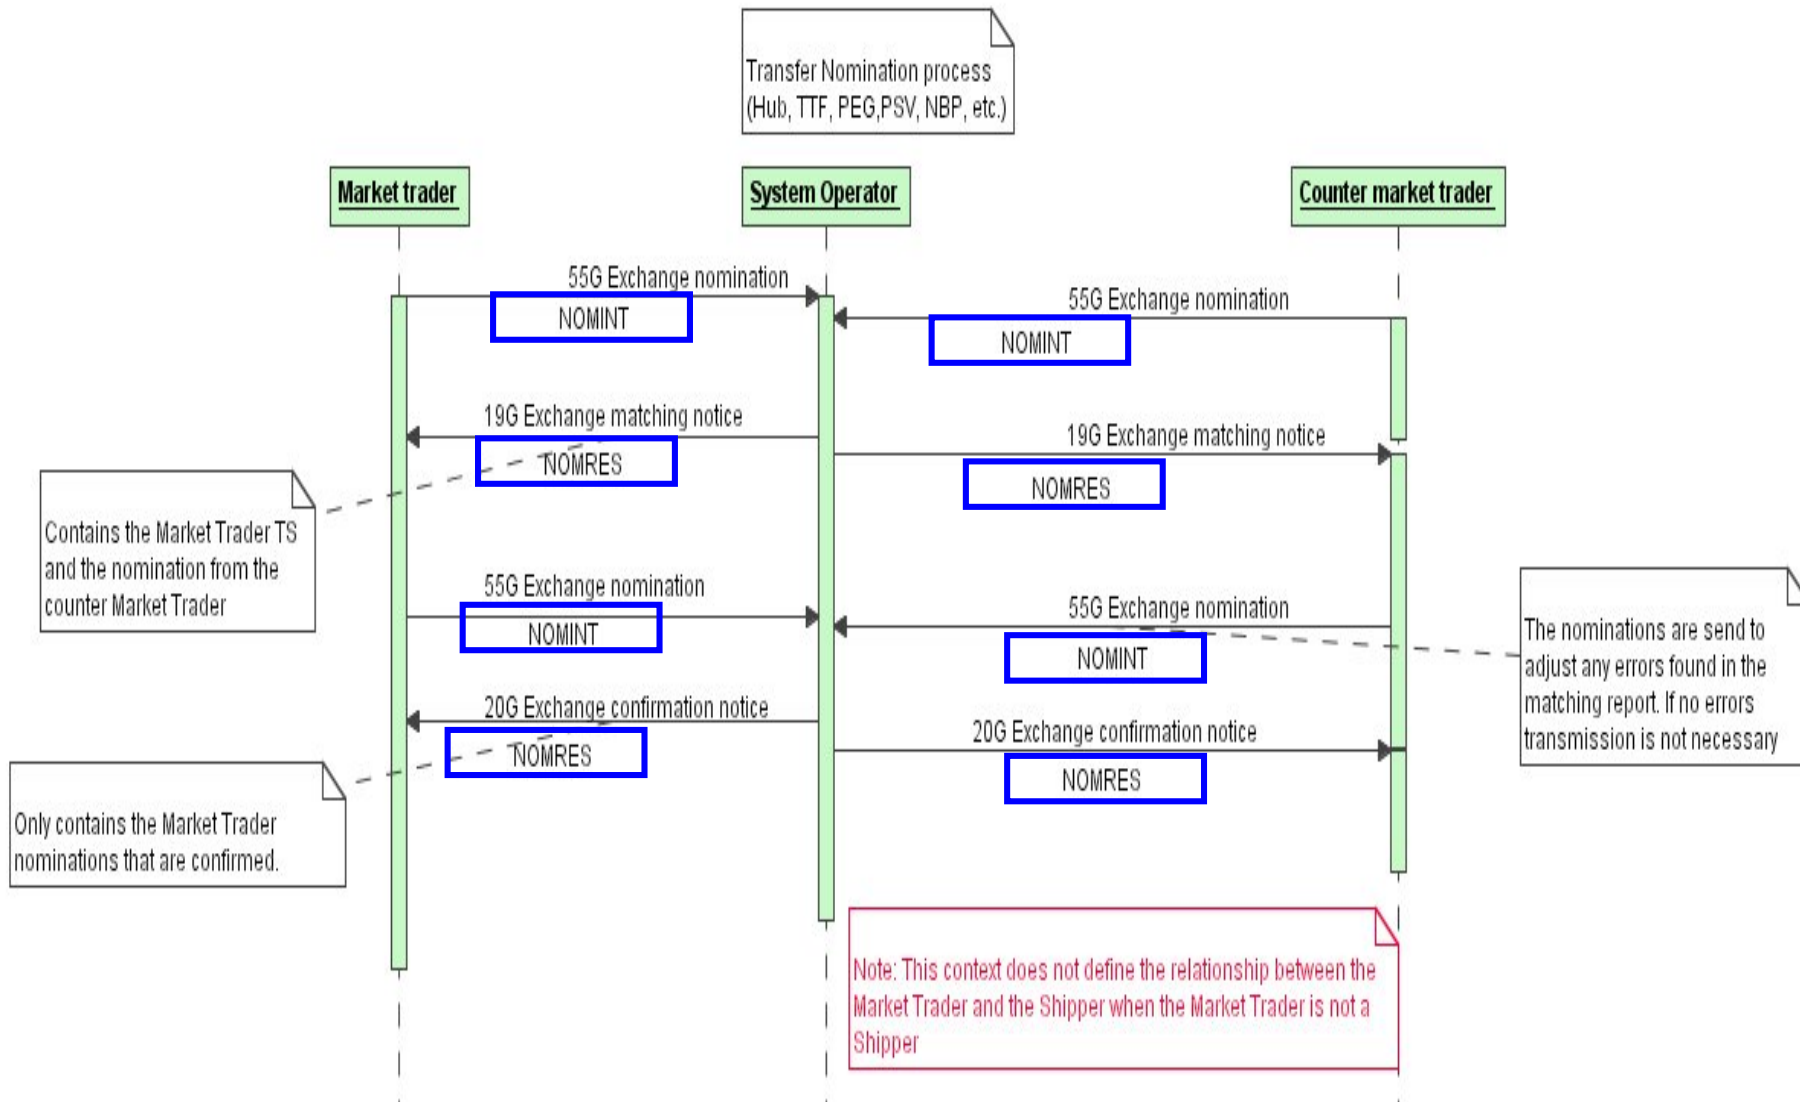 Transfer Nomination process
(Hub, TTF, PEG,PSV, NBP, etc.)
Market trader
System Operator
Counter market trader
55G Exchange nomination
NOMINT
55G Exchange nomination
NOMINT
19G Exchange matching notice
NOMRES
19G Exchange matching notice
NOMRES
Contains the Market Trader TS
and the nomination from the
counter Market Trader
55G Exchange nomination
NOMINT
55G Exchange nomination
NOMINT
The nominations are send to
adjust any errors found in the
matching report. If no errors
transmission is not necessary
20G Exchange confirmation notice
NOMRES
20G Exchange confirmation notice
NOMRES
Only contains the Market Trader
nominations that are confirmed.
Note: This context does not define the relationship between the
Market Trader and the Shipper when the Market Trader is not a
Shipper